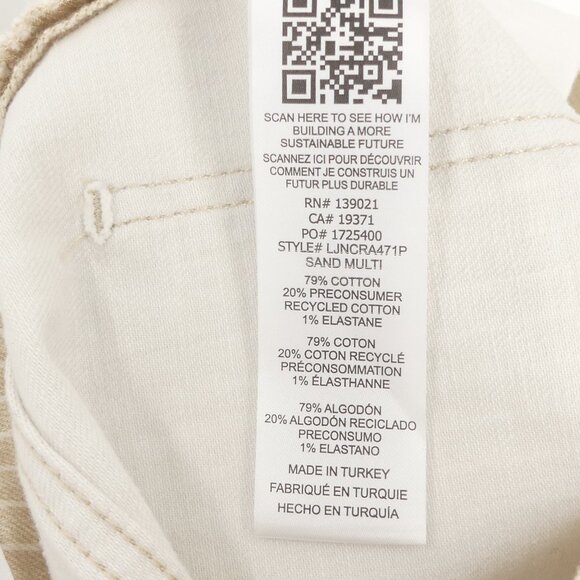 SCAN HERE TO SEE HOW I'M
BUILDING A MORE
SUSTAINABLE FUTURE
SCANNEZ ICI POUR DÉCOUVRIR
COMMENT JE CONSTRUIS UN
FUTUR PLUS DURABLE
RN# 139021
CA# 19371
PO# 1725400
STYLE# LJNCRA471P
SAND MULTI
79% COTTON
20% PRECONSUMER
RECYCLED COTTON
1% ELASTANE
79% COTON
20% COTON RECYCLÉ
PRÉCONSOMMATION
1% ÉLASTHANNE
79% ALGODÓN
20% ALGODÓN RECICLADO
PRECONSUMO
1% ELASTANO
MADE IN TURKEY
FABRIQUÉ EN TURQUIE
HECHO EN TURQUÍA